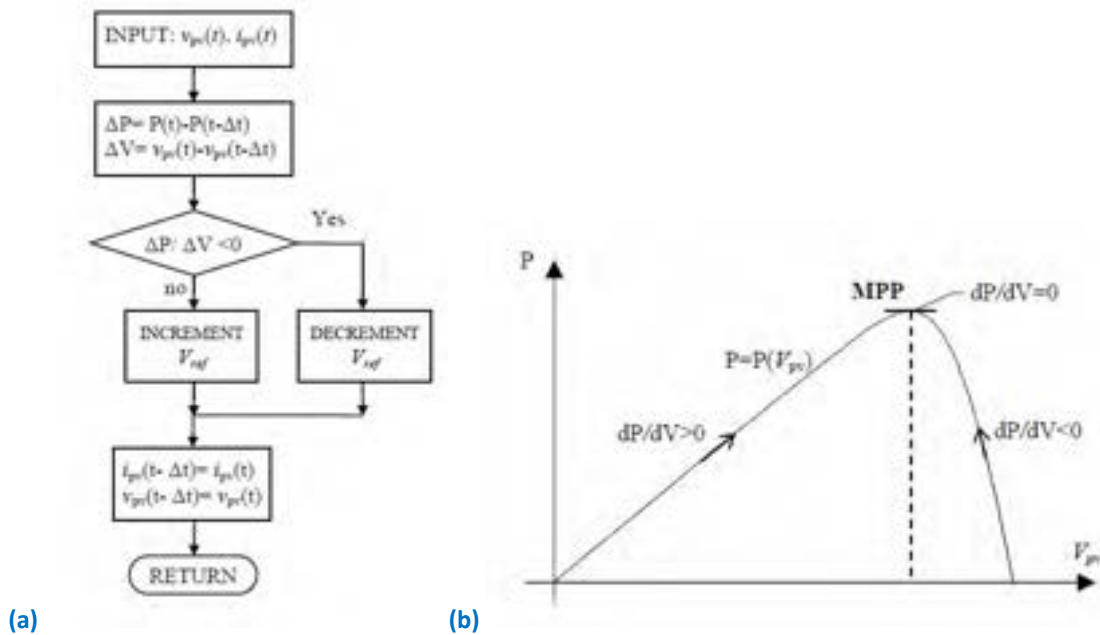 INPUT: vpv(t), ipv(t)
ΔP= P(t)-P(t-Δt)
ΔV= vpv(t)-vpv(t-Δt)
ΔP/ ΔV <0
Yes
no
INCREMENT
Vref
DECREMENT
Vref
ipv(t- Δt)= ipv(t)
vpv(t- Δt)= vpv(t)
RETURN
(a)
P
MPP
dP/dV=0
P=P(Vpv)
dP/dV>0
dP/dV<0
Vpv
(b)